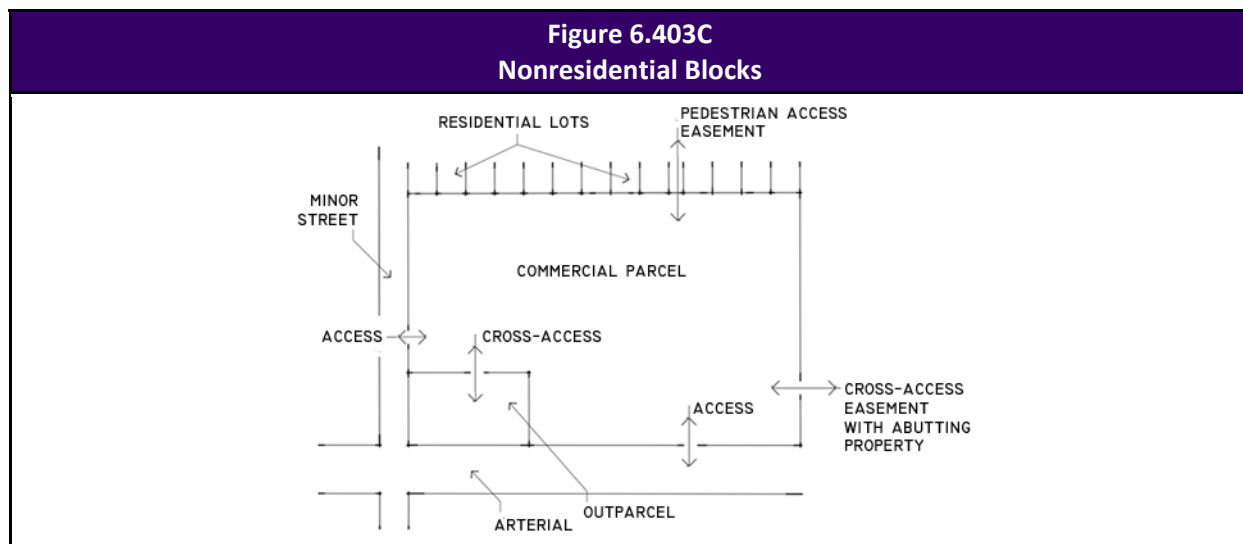 Figure 6.403C
Nonresidential Blocks
PEDESTRIAN ACCESS
EASEMENT
RESIDENTIAL LOTS
MINOR
STREET
COMMERCIAL PARCEL
ACCESS
CROSS-ACCESS
ACCESS
CROSS-ACCESS
EASEMENT
WITH ABUTTING
PROPERTY
OUTPARCEL
ARTERIAL